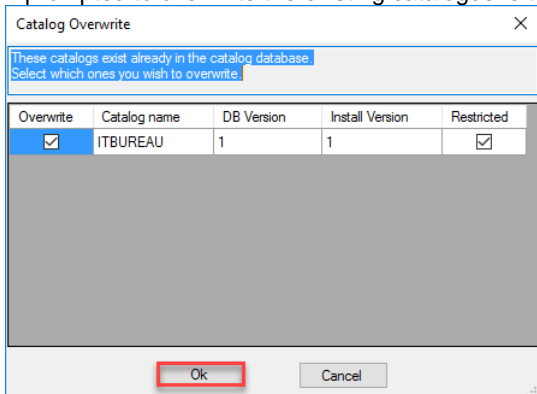 Catalog Overwrite
These catalogs exist already in the catalog database.
Select which ones you wish to overwrite.
Overwrite Catalog name DB Version Install Version Restricted
ITBUREAU 1 1
Ok Cancel